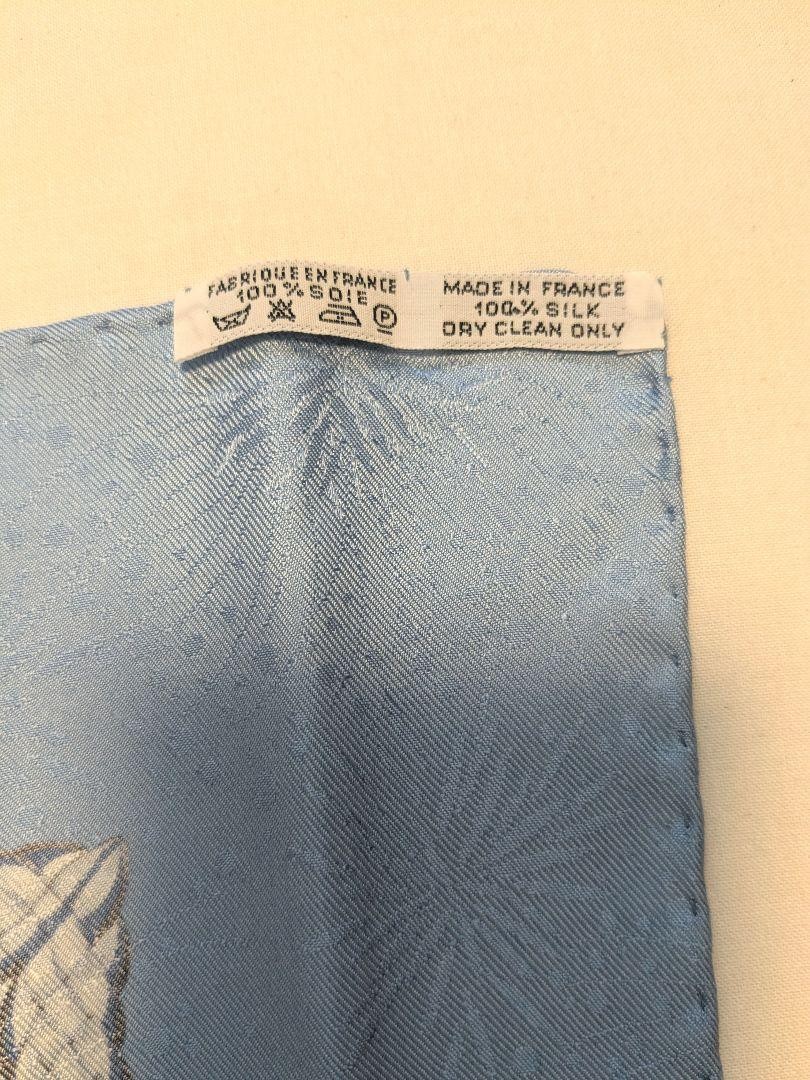 FABRIQUE EN FRANCE
100% SOIE
P
MADE IN FRANCE
100% SILK
DRY CLEAN ONLY